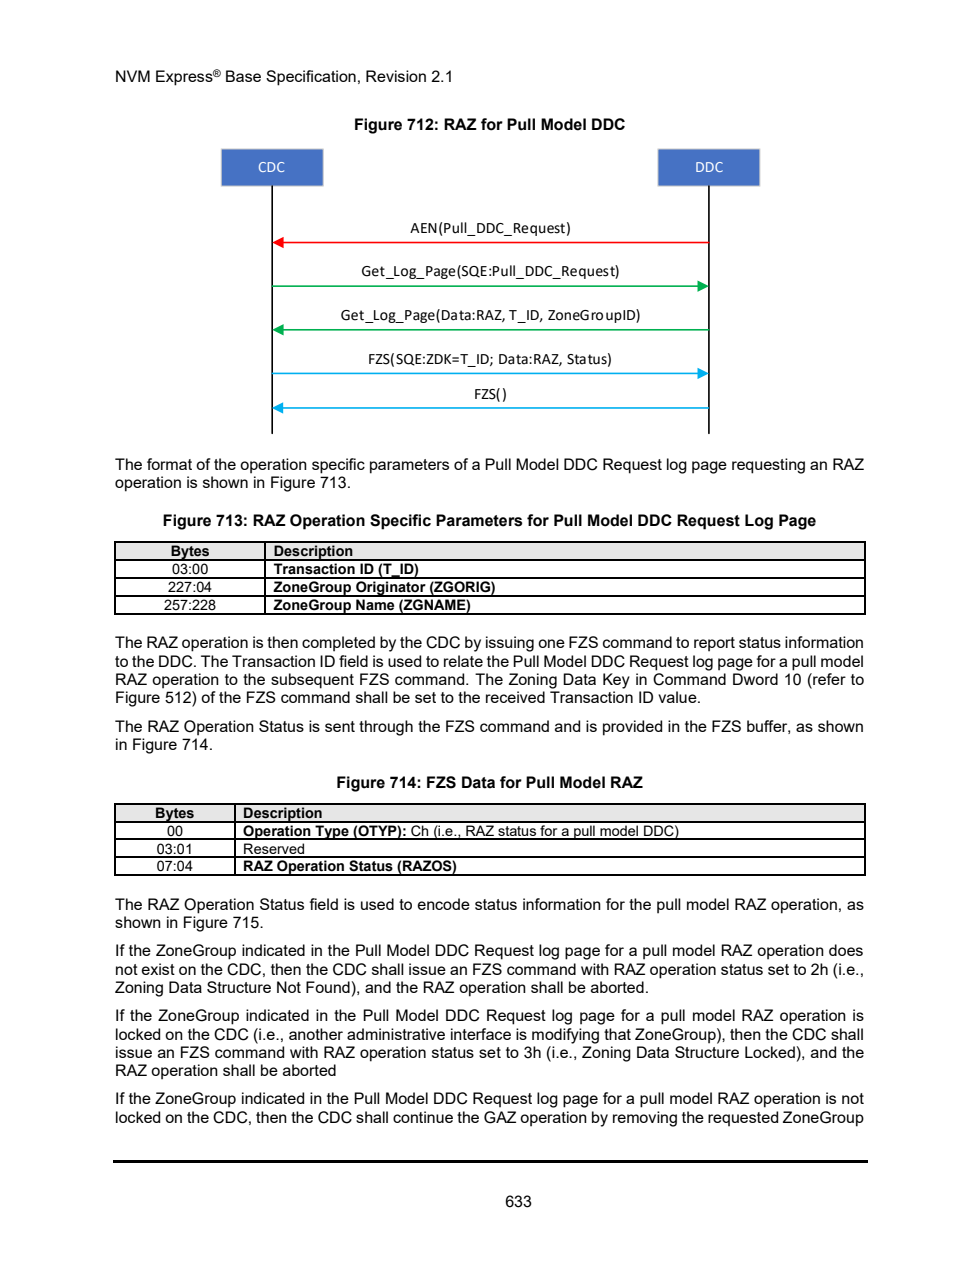 NVM Express® Base Specification, Revision 2.1
Figure 712: RAZ for Pull Model DDC
CDC
DDC
AEN(Pull_DDC_Request)
Get_Log_Page(SQE:Pull_DDC_Request)
Get_Log_Page(Data:RAZ, T_ID, ZoneGroupID)
FZS(SQE:ZDK=T_ID; Data:RAZ, Status)
FZS()
The format of the operation specific parameters of a Pull Model DDC Request log page requesting an RAZ
operation is shown in Figure 713.
Figure 713: RAZ Operation Specific Parameters for Pull Model DDC Request Log Page
Bytes Description
03:00 Transaction ID (T_ID)
227:04 ZoneGroup Originator (ZGORIG)
257:228 ZoneGroup Name (ZGNAME)
The RAZ operation is then completed by the CDC by issuing one FZS command to report status information
to the DDC. The Transaction ID field is used to relate the Pull Model DDC Request log page for a pull model
RAZ operation to the subsequent FZS command. The Zoning Data Key in Command Dword 10 (refer to
Figure 512) of the FZS command shall be set to the received Transaction ID value.
The RAZ Operation Status is sent through the FZS command and is provided in the FZS buffer, as shown
in Figure 714.
Figure 714: FZS Data for Pull Model RAZ
Bytes Description
00 Operation Type (OTYP): Ch (i.e., RAZ status for a pull model DDC)
03:01 Reserved
07:04 RAZ Operation Status (RAZOS)
The RAZ Operation Status field is used to encode status information for the pull model RAZ operation, as
shown in Figure 715.
If the ZoneGroup indicated in the Pull Model DDC Request log page for a pull model RAZ operation does
not exist on the CDC, then the CDC shall issue an FZS command with RAZ operation status set to 2h (i.e.,
Zoning Data Structure Not Found), and the RAZ operation shall be aborted.
If the ZoneGroup indicated in the Pull Model DDC Request log page for a pull model RAZ operation is
locked on the CDC (i.e., another administrative interface is modifying that ZoneGroup), then the CDC shall
issue an FZS command with RAZ operation status set to 3h (i.e., Zoning Data Structure Locked), and the
RAZ operation shall be aborted
If the ZoneGroup indicated in the Pull Model DDC Request log page for a pull model RAZ operation is not
locked on the CDC, then the CDC shall continue the GAZ operation by removing the requested ZoneGroup
633